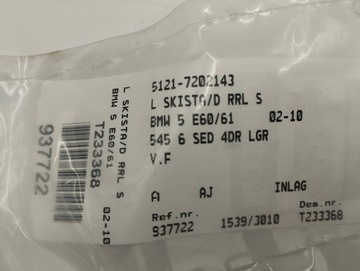 5121-7202143
L SKISTA/D RRL S
BMW 5 E60/61 02-10
545 6 SED 4DR LGR
V.F
A AJ INLAG
Ref.nr. Dem.nr.
937722 1539/3010 T233368
L SKISTA/D RRL S
BMW 5 E60/61 02-10
T233368
937722